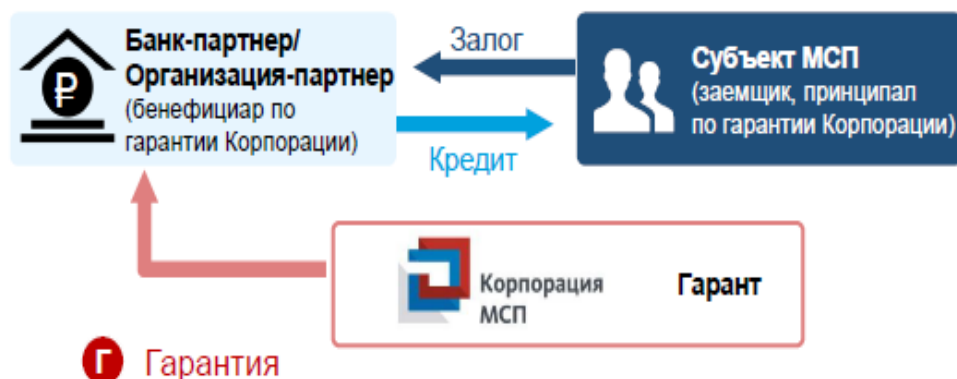 Банк-партнер/
Организация-партнер
(бенефициар по
гарантии Корпорации)
Залог
Кредит
Субъект МСП
(заемщик, принципал
по гарантии Корпорации)
Корпорация
МСП
Гарант
Г Гарантия